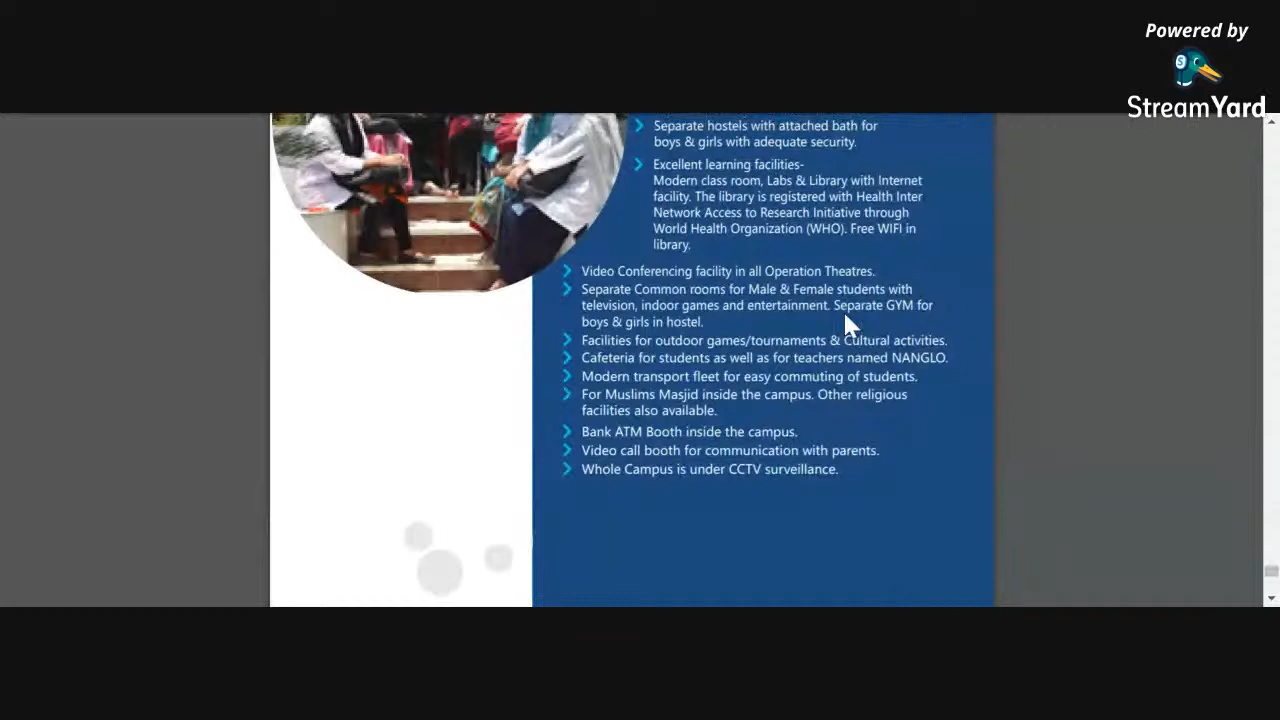 Powered by
StreamYard
Separate hostels with attached bath for
boys & girls with adequate security.
Excellent learning facilities-
Modern class room, Labs & Library with Internet
facility. The library is registered with Health Inter
Network Access to Research Initiative through
World Health Organization (WHO). Free WIFI in
library.
Video Conferencing facility in all Operation Theatres.
Separate Common rooms for Male & Female students with
television, indoor games and entertainment. Separate GYM for
boys & girls in hostel.
Facilities for outdoor games/tournaments & Cultural activities.
Cafeteria for students as well as for teachers named NANGLO.
Modern transport fleet for easy commuting of students.
For Muslims Masjid inside the campus. Other religious
facilities also available.
Bank ATM Booth inside the campus.
Video call booth for communication with parents.
Whole Campus is under CCTV surveillance.